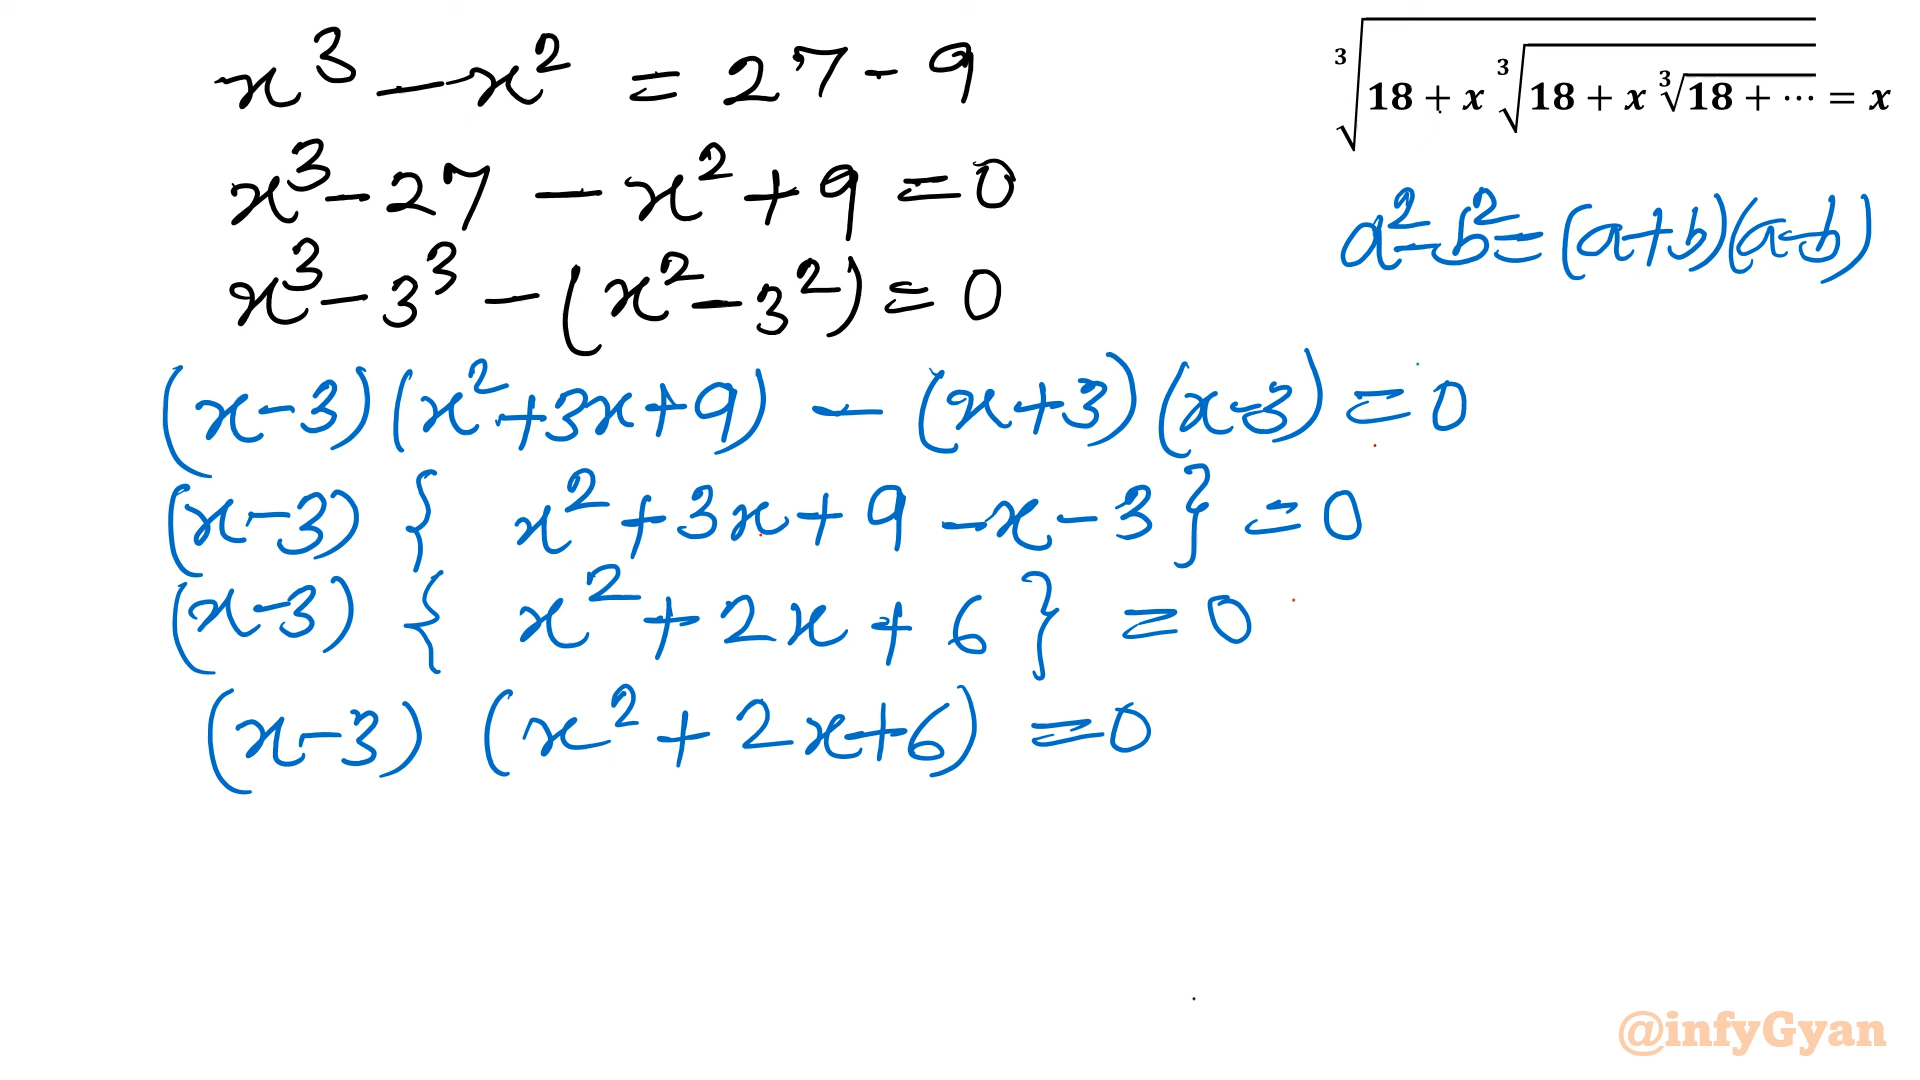 x³ − x² = 27 - 9
x³ − 27 − x² + 9 = 0
x³ − 3³ − (x² − 3²) = 0
(x−3)(x²+3x+9) − (x+3)(x−3) = 0
(x−3) { x² + 3x + 9 − x − 3 } = 0
(x−3) { x² + 2x + 6 } = 0
(x−3) (x² + 2x + 6) = 0
∛(18 + x ∛(18 + x ∛(18 + ⋯))) = x
a² − b² = (a+b)(a−b)
@infyGyan